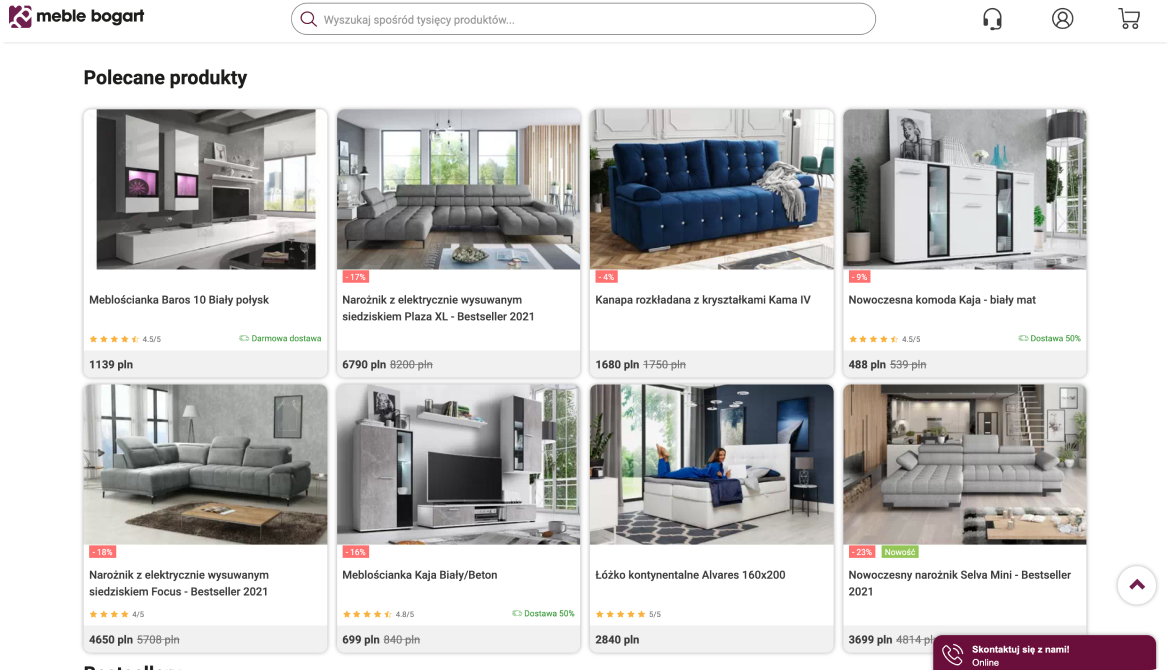 meble bogart
Wyszukaj spośród tysięcy produktów...
Polecane produkty
Meblościanka Baros 10 Biały połysk
4.5/5
Darmowa dostawa
1139 pln
- 17%
Narożnik z elektrycznie wysuwanym
siedziskiem Plaza XL - Bestseller 2021
6790 pln 8200 pln
- 4%
Kanapa rozkładana z kryształkami Kama IV
1680 pln 1750 pln
- 9%
Nowoczesna komoda Kaja - biały mat
4.5/5
Dostawa 50%
488 pln 539 pln
- 18%
Narożnik z elektrycznie wysuwanym
siedziskiem Focus - Bestseller 2021
4/5
4650 pln 5708 pln
- 16%
Meblościanka Kaja Biały/Beton
4.8/5
Dostawa 50%
699 pln 840 pln
Łóżko kontynentalne Alvares 160x200
5/5
2840 pln
- 23% Nowość
Nowoczesny narożnik Selva Mini - Bestseller
2021
3699 pln 4814 pln
Skontaktuj się z nami!
Online